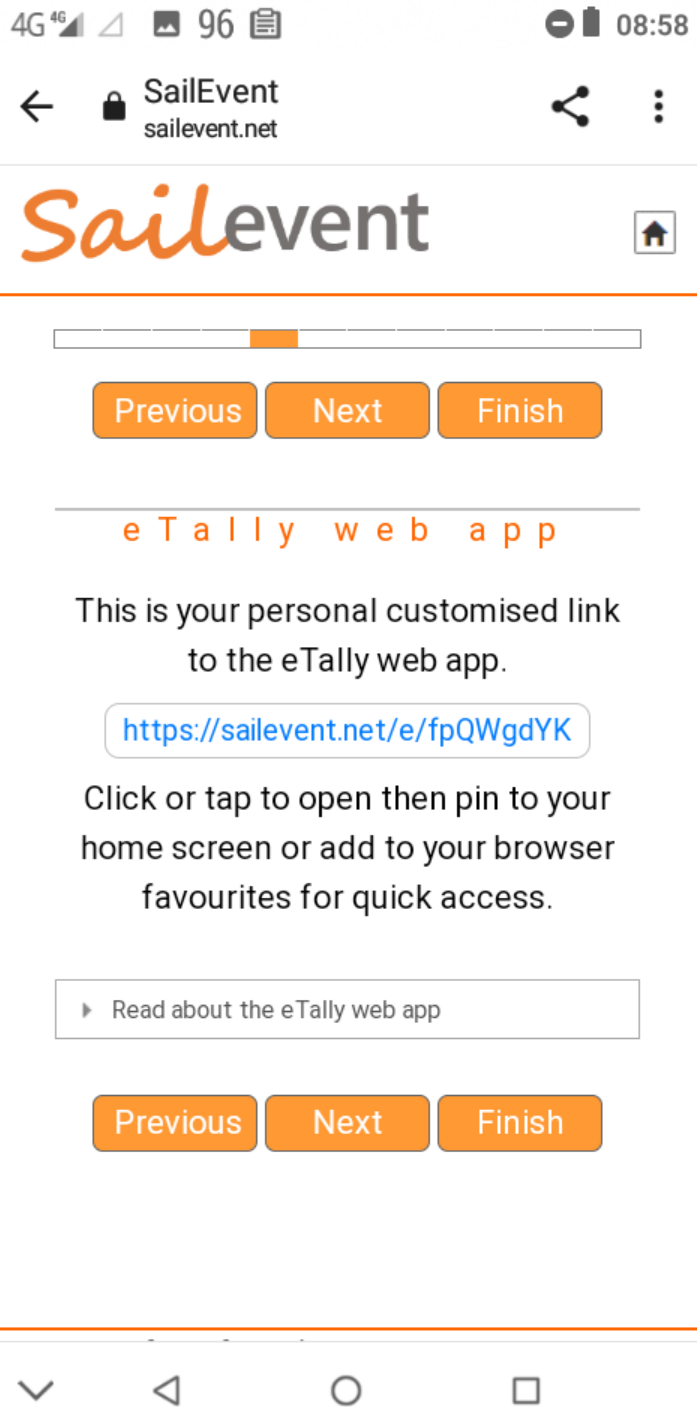 4G 4G 96 08:58
SailEvent
sailevent.net
Sailevent
Previous Next Finish
eTally web app
This is your personal customised link
to the eTally web app.
https://sailevent.net/e/fpQWgdYK
Click or tap to open then pin to your
home screen or add to your browser
favourites for quick access.
Read about the eTally web app
Previous Next Finish